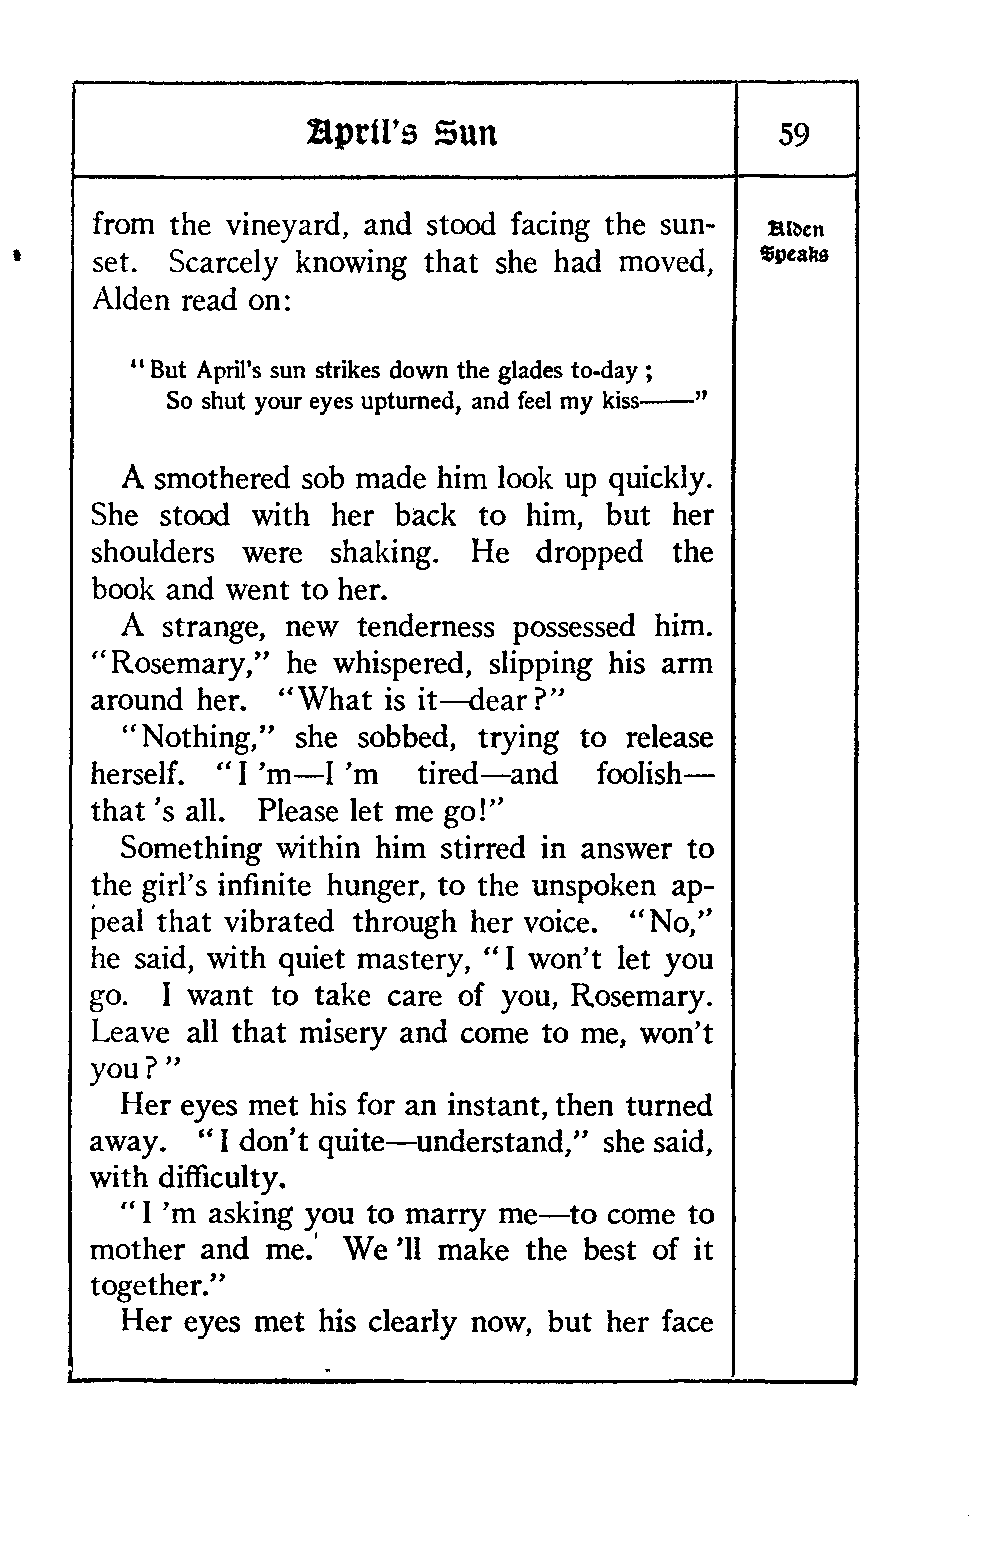 April's Sun
59
from the vineyard, and stood facing the sun-
set. Scarcely knowing that she had moved,
Alden read on:
"But April's sun strikes down the glades to-day;
So shut your eyes upturned, and feel my kiss——"
A smothered sob made him look up quickly.
She stood with her back to him, but her
shoulders were shaking. He dropped the
book and went to her.
A strange, new tenderness possessed him.
"Rosemary," he whispered, slipping his arm
around her. "What is it—dear?"
"Nothing," she sobbed, trying to release
herself. "I 'm—I 'm tired—and foolish—
that 's all. Please let me go!"
Something within him stirred in answer to
the girl's infinite hunger, to the unspoken ap-
peal that vibrated through her voice. "No,"
he said, with quiet mastery, "I won't let you
go. I want to take care of you, Rosemary.
Leave all that misery and come to me, won't
you?"
Her eyes met his for an instant, then turned
away. "I don't quite—understand," she said,
with difficulty.
"I 'm asking you to marry me—to come to
mother and me. We 'll make the best of it
together."
Her eyes met his clearly now, but her face
Alden
Speaks